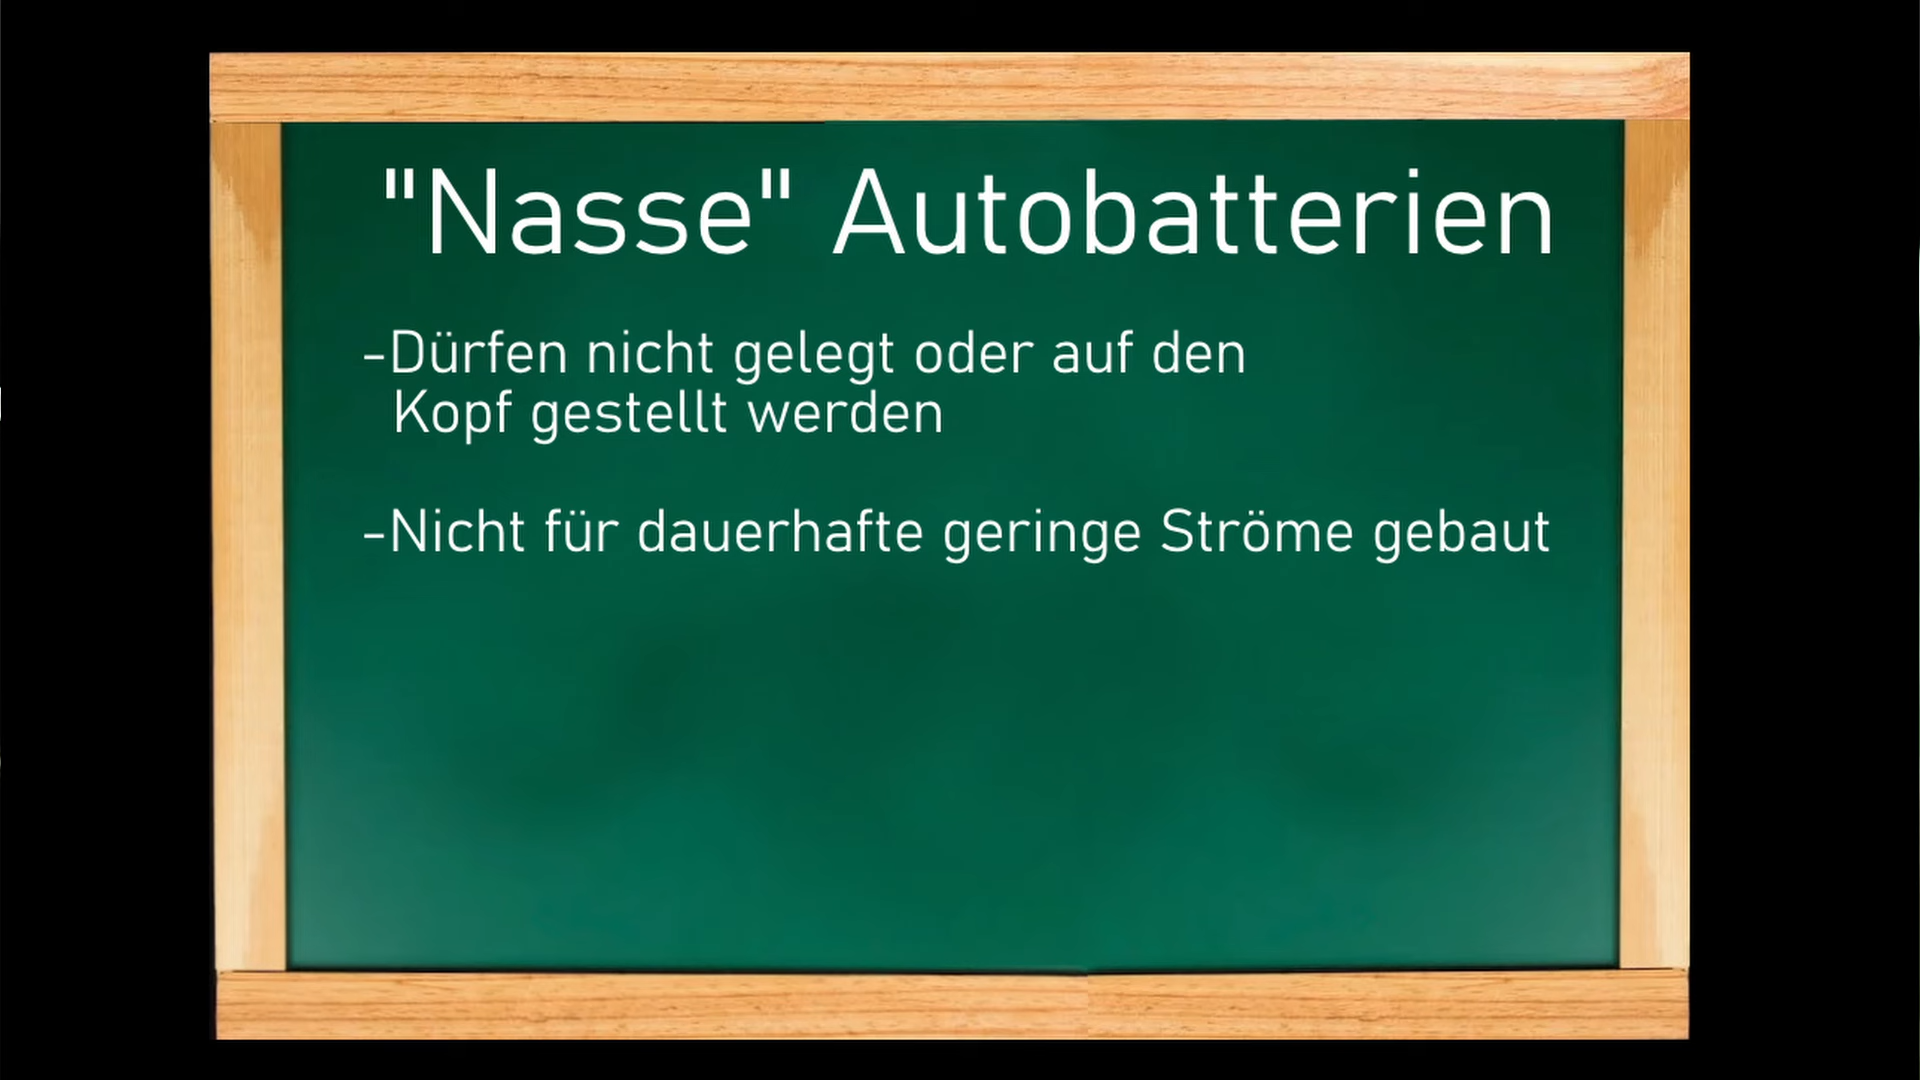 "Nasse" Autobatterien
-Dürfen nicht gelegt oder auf den
Kopf gestellt werden
-Nicht für dauerhafte geringe Ströme gebaut